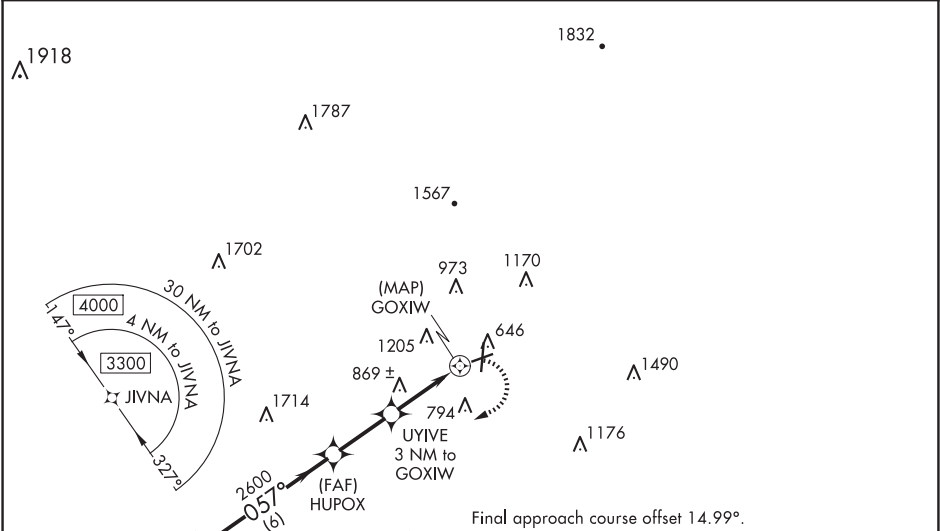 1832
1918
1787
1567
1702
973
1170
(MAP)
GOXIW
30 NM to JIVNA
4000
147°
4 NM to JIVNA
646
1205
3300
869 ±
1490
JIVNA
1714
794
UYIVE
3 NM to
GOXIW
1176
327°
2600
057°
(6)
(FAF)
HUPOX
Final approach course offset 14.99°.